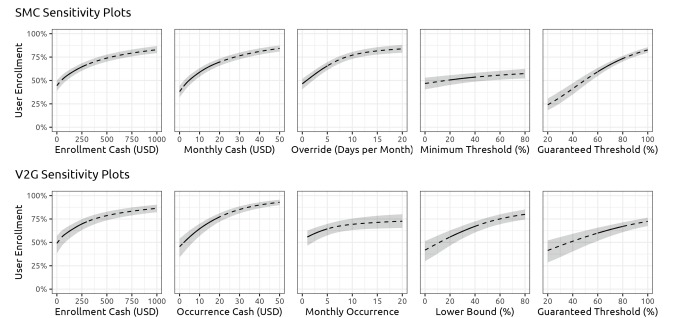 SMC Sensitivity Plots
User Enrollment
100%
75%
50%
25%
0%
0 250 500 750 1000
0 10 20 30 40 50
0 5 10 15 20
0 20 40 60 80
20 40 60 80 100
Enrollment Cash (USD)
Monthly Cash (USD)
Override (Days per Month)
Minimum Threshold (%)
Guaranteed Threshold (%)
V2G Sensitivity Plots
User Enrollment
100%
75%
50%
25%
0%
0 250 500 750 1000
0 10 20 30 40 50
0 5 10 15 20
0 20 40 60 80
20 40 60 80 100
Enrollment Cash (USD)
Occurrence Cash (USD)
Monthly Occurrence
Lower Bound (%)
Guaranteed Threshold (%)